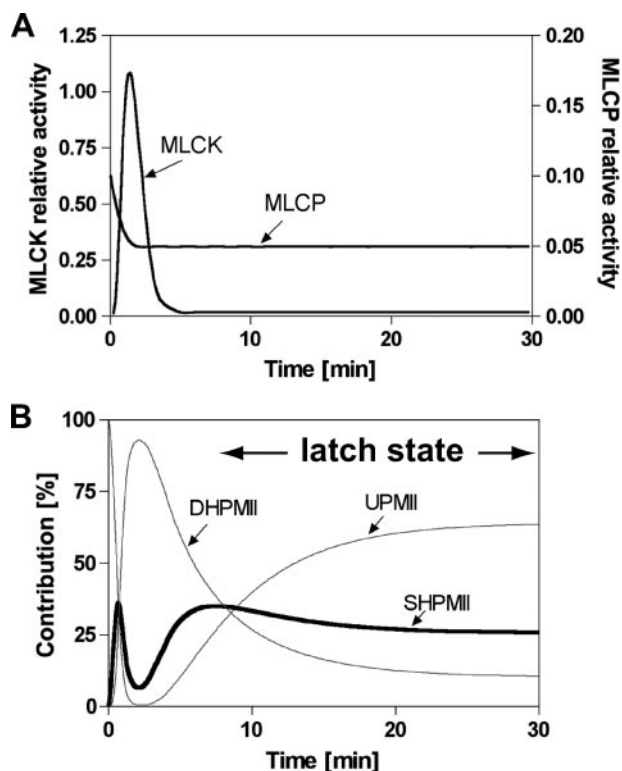 A
MLCK relative activity
1.25
1.00
0.75
0.50
0.25
0.00
MLCK
MLCP
0.20
0.15
0.10
0.05
0.00
MLCP relative activity
0
10
20
30
Time [min]
B
Contribution [%]
100
75
50
25
0
latch state
DHPMII
UPMII
SHPMII
0
10
20
30
Time [min]